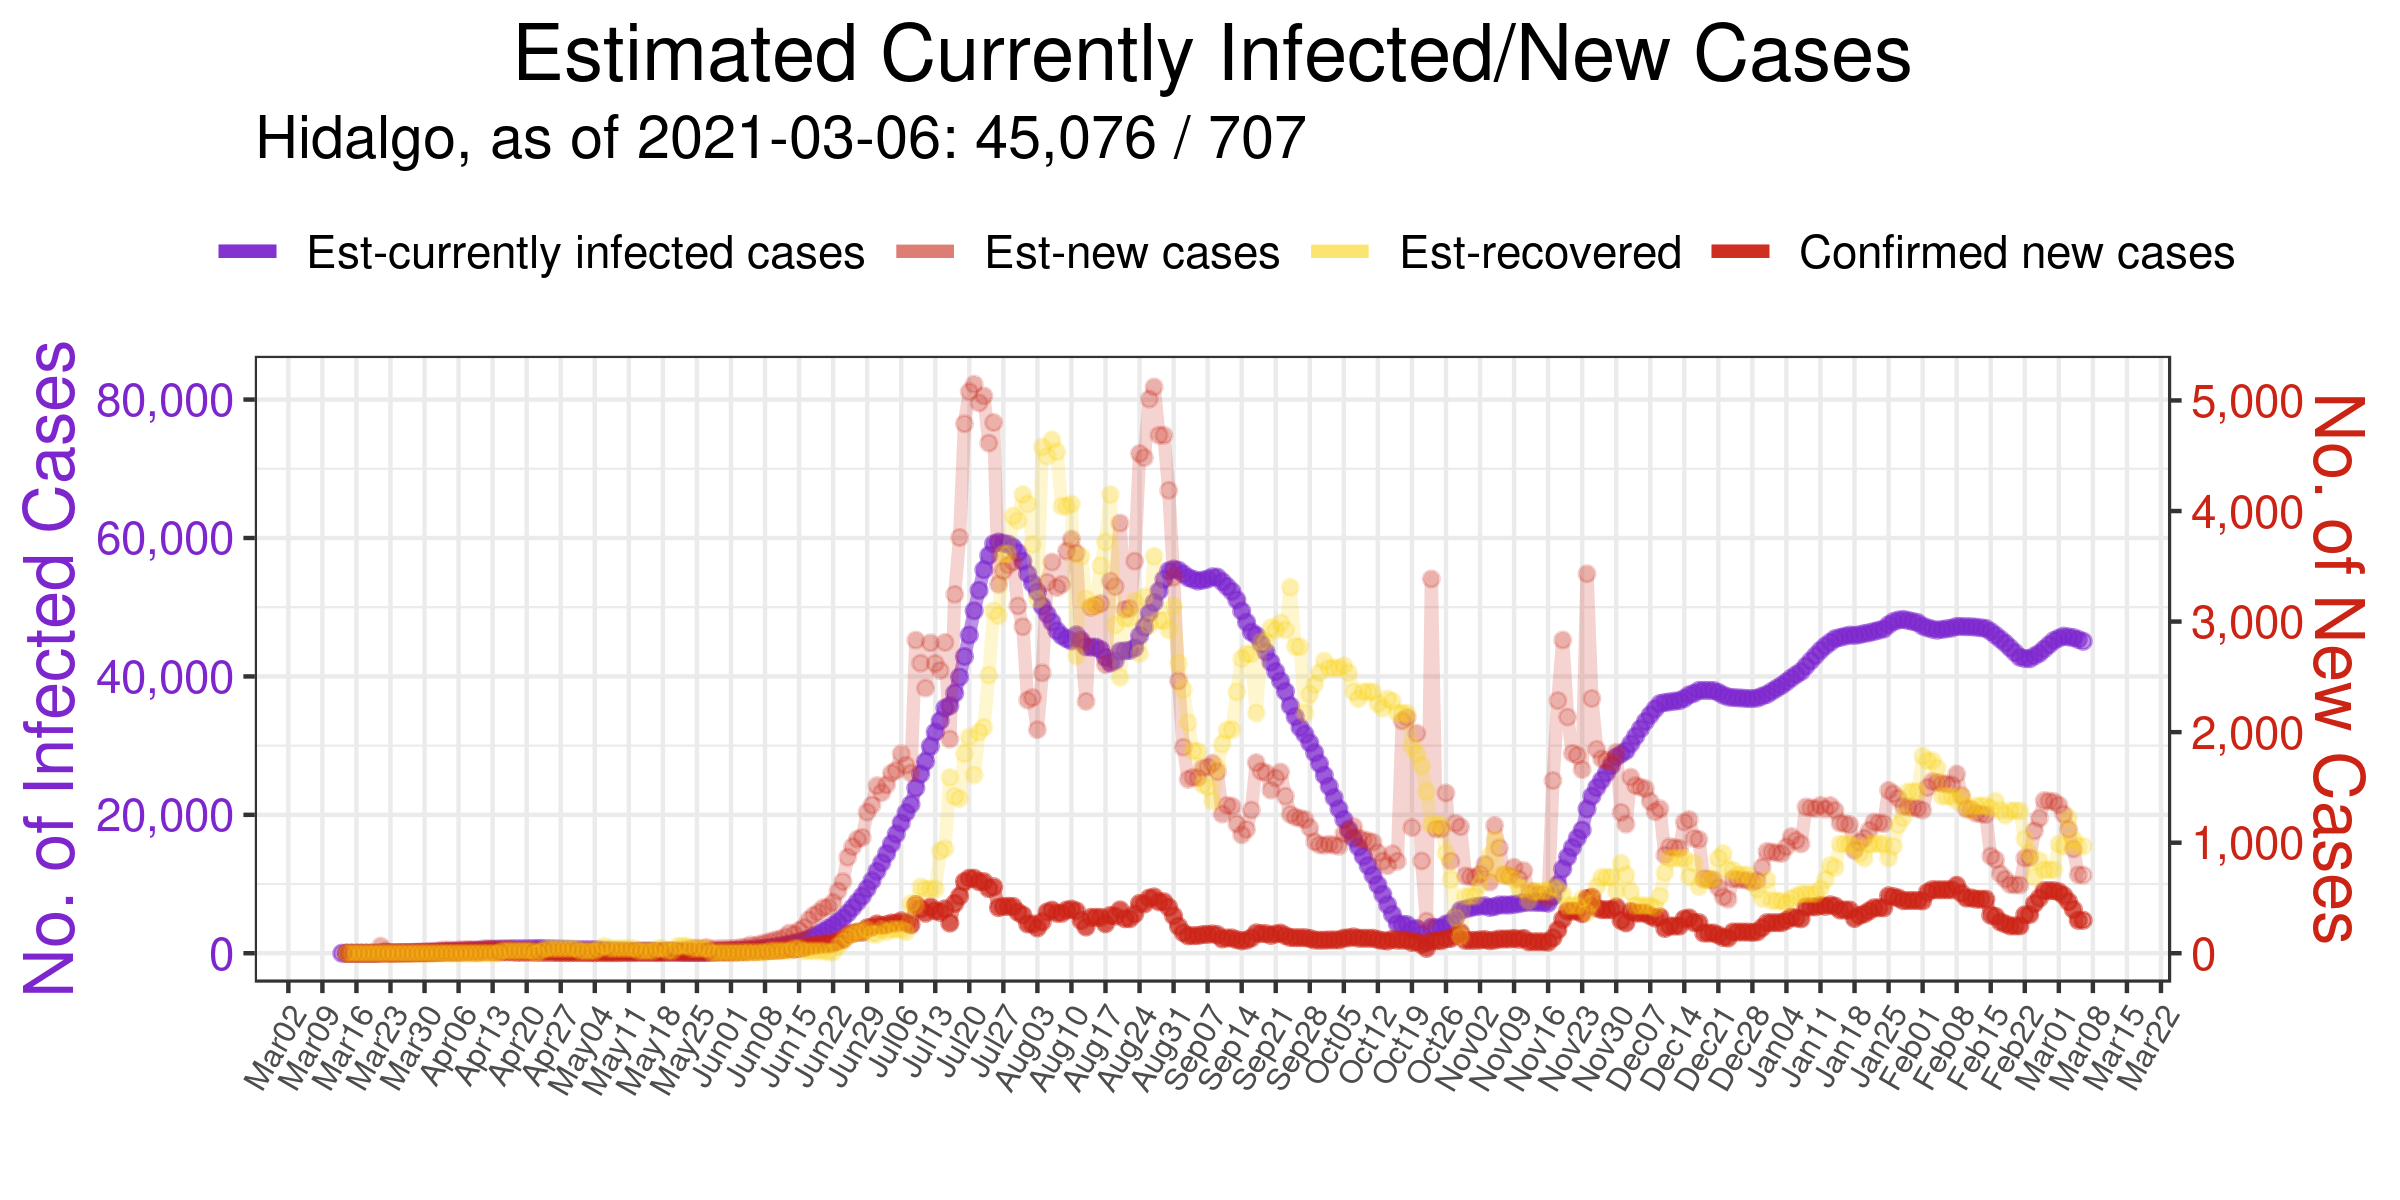 Estimated Currently Infected/New Cases
Hidalgo, as of 2021-03-06: 45,076 / 707
Est-currently infected cases Est-new cases Est-recovered Confirmed new cases
No. of Infected Cases
80,000
60,000
40,000
20,000
0
5,000
4,000
3,000
2,000
1,000
0
No. of New Cases
Mar02 Mar09 Mar16 Mar23 Mar30 Apr06 Apr13 Apr20 Apr27 May04 May11 May18 May25 Jun01 Jun08 Jun15 Jun22 Jun29 Jul06 Jul13 Jul20 Jul27 Aug03 Aug10 Aug17 Aug24 Aug31 Sep07 Sep14 Sep21 Sep28 Oct05 Oct12 Oct19 Oct26 Nov02 Nov09 Nov16 Nov23 Nov30 Dec07 Dec14 Dec21 Dec28 Jan04 Jan11 Jan18 Jan25 Feb01 Feb08 Feb15 Feb22 Mar01 Mar08 Mar15 Mar22